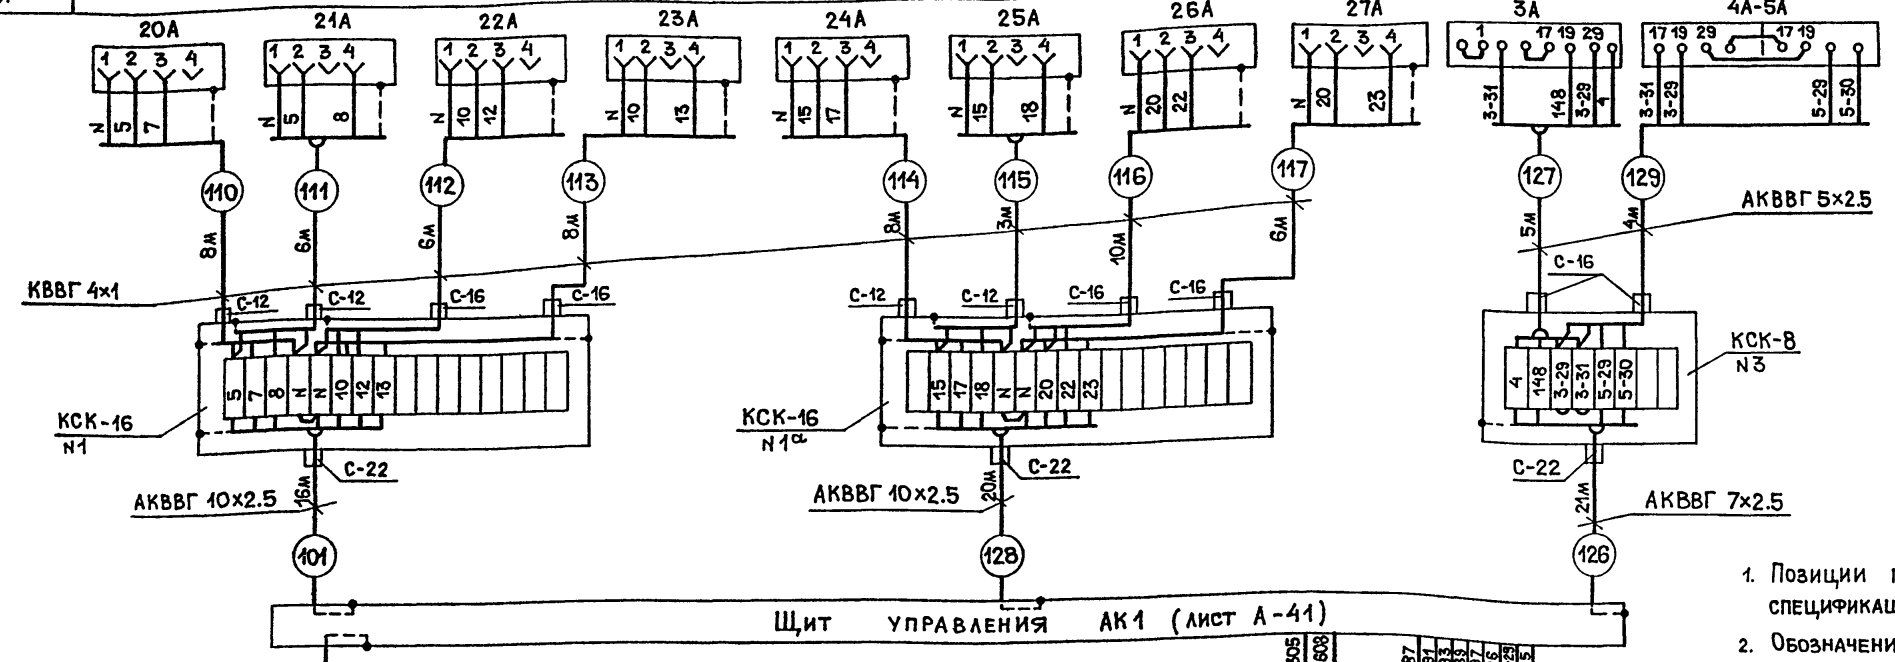 20А 21А 22А 23А 24А 25А 26А 27А 3А 4А-5А
1 2 3 4 1 2 3 4 1 2 3 4 1 2 3 4 1 2 3 4 1 2 3 4 1 2 3 4 1 2 3 4 1 17 19 29 17 19 29 17 19
N 5 7 N 5 8 N 10 12 N 10 13 N 15 17 N 15 18 N 20 22 N 20 23 3-31 148 3-29 4 3-31 3-29 5-29 5-30
110 111 112 113 114 115 116 117 127 129
8м 6м 6м 8м 8м 3м 10м 6м 5м 4м
АКВВГ 5×2.5
КВВГ 4×1
С-12 С-12 С-16 С-16 С-12 С-12 С-16 С-16 С-16
5 7 8 N N 10 12 13
15 17 18 N N 20 22 23
4 148 3-29 3-31 5-29 5-30
КСК-16
N1
КСК-16
N1а
КСК-8
N3
С-22 С-22 С-22
16м 20м 21м
АКВВГ 10×2.5 АКВВГ 10×2.5 АКВВГ 7×2.5
101 128 126
Щит управления АК1 (лист А-41)
605 608
1. Позиции
спецификац
2. Обозначени